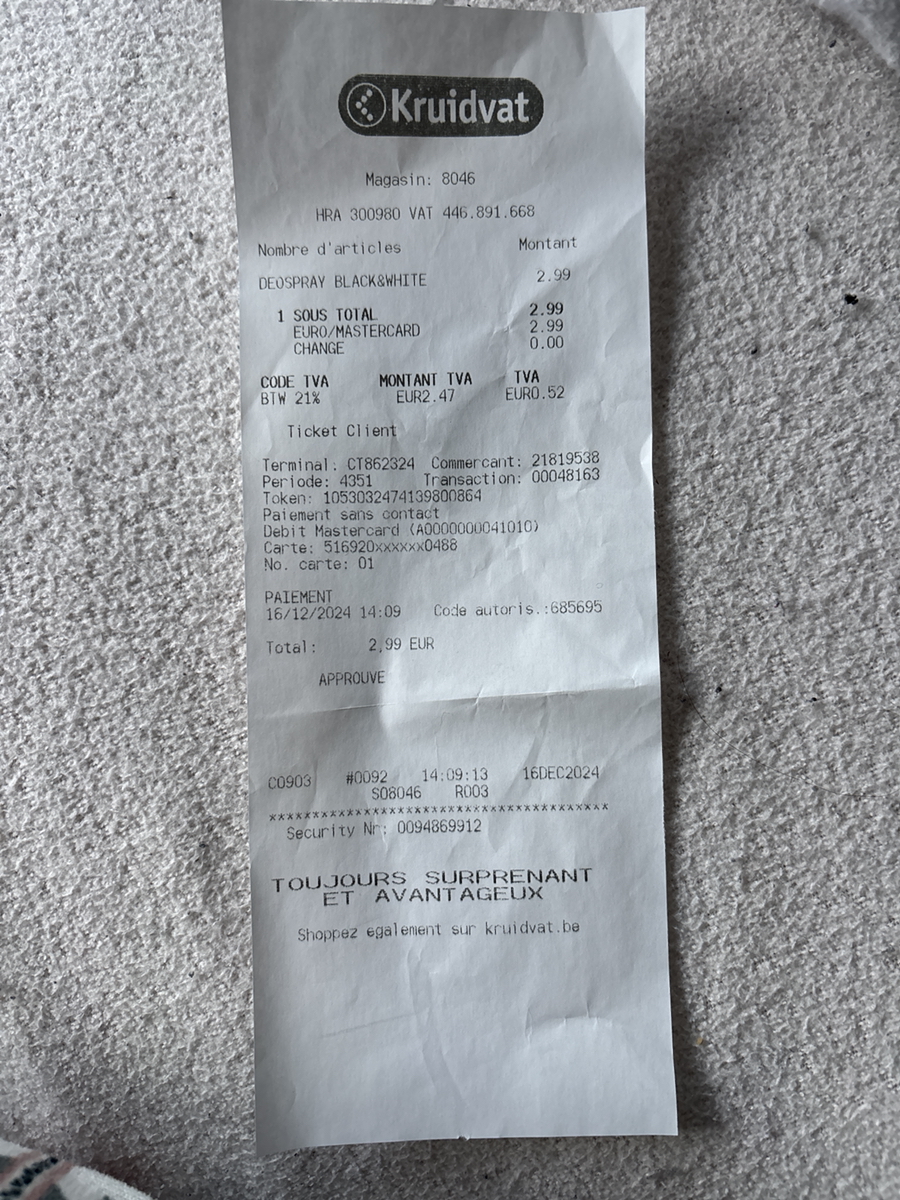 Kruidvat
Magasin: 8046
HRA 300980 VAT 446.891.668
Nombre d'articles Montant
DEOSPRAY BLACK&WHITE 2.99
1 SOUS TOTAL 2.99
EURO/MASTERCARD 2.99
CHANGE 0.00
CODE TVA MONTANT TVA TVA
BTW 21% EUR2.47 EUR0.52
Ticket Client
Terminal: CT862324 Commercant: 21819538
Periode: 4351 Transaction: 00048163
Token: 1053032474139800864
Paiement sans contact
Debit Mastercard (A0000000041010)
Carte: 516920xxxxxx0488
No. carte: 01
PAIEMENT
16/12/2024 14:09 Code autoris.:685695
Total: 2,99 EUR
APPROUVE
C0903 #0092 14:09:13 16DEC2024
S08046 R003
****************************************
Security Nr: 0094869912
TOUJOURS SURPRENANT
ET AVANTAGEUX
Shoppez egalement sur kruidvat.be